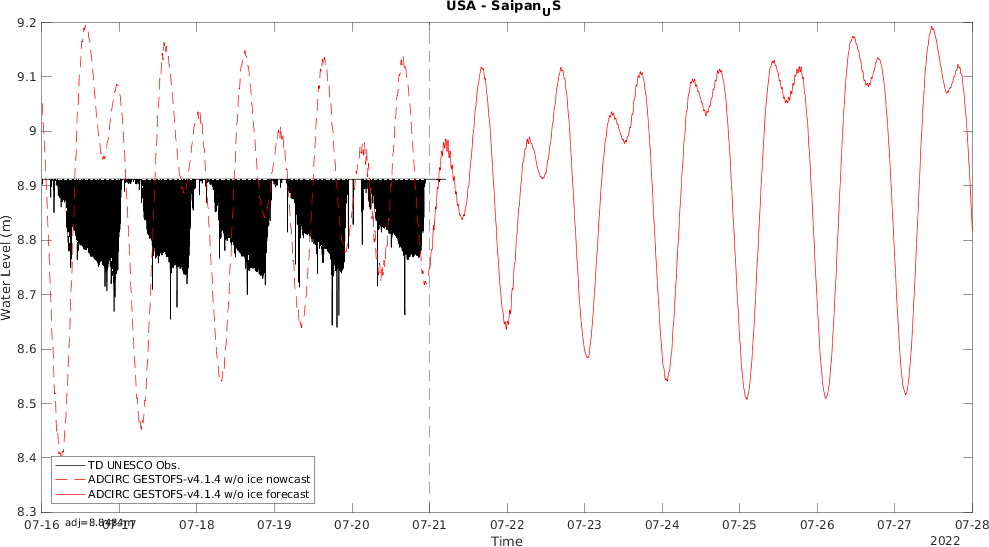 USA - Saipan_US
9.2
9.1
9
8.9
8.8
8.7
8.6
8.5
8.4
8.3
Water Level (m)
TD UNESCO Obs.
ADCIRC GESTOFS-v4.1.4 w/o ice nowcast
ADCIRC GESTOFS-v4.1.4 w/o ice forecast
07-16 07-17 07-18 07-19 07-20 07-21 07-22 07-23 07-24 07-25 07-26 07-27 07-28
Time
2022